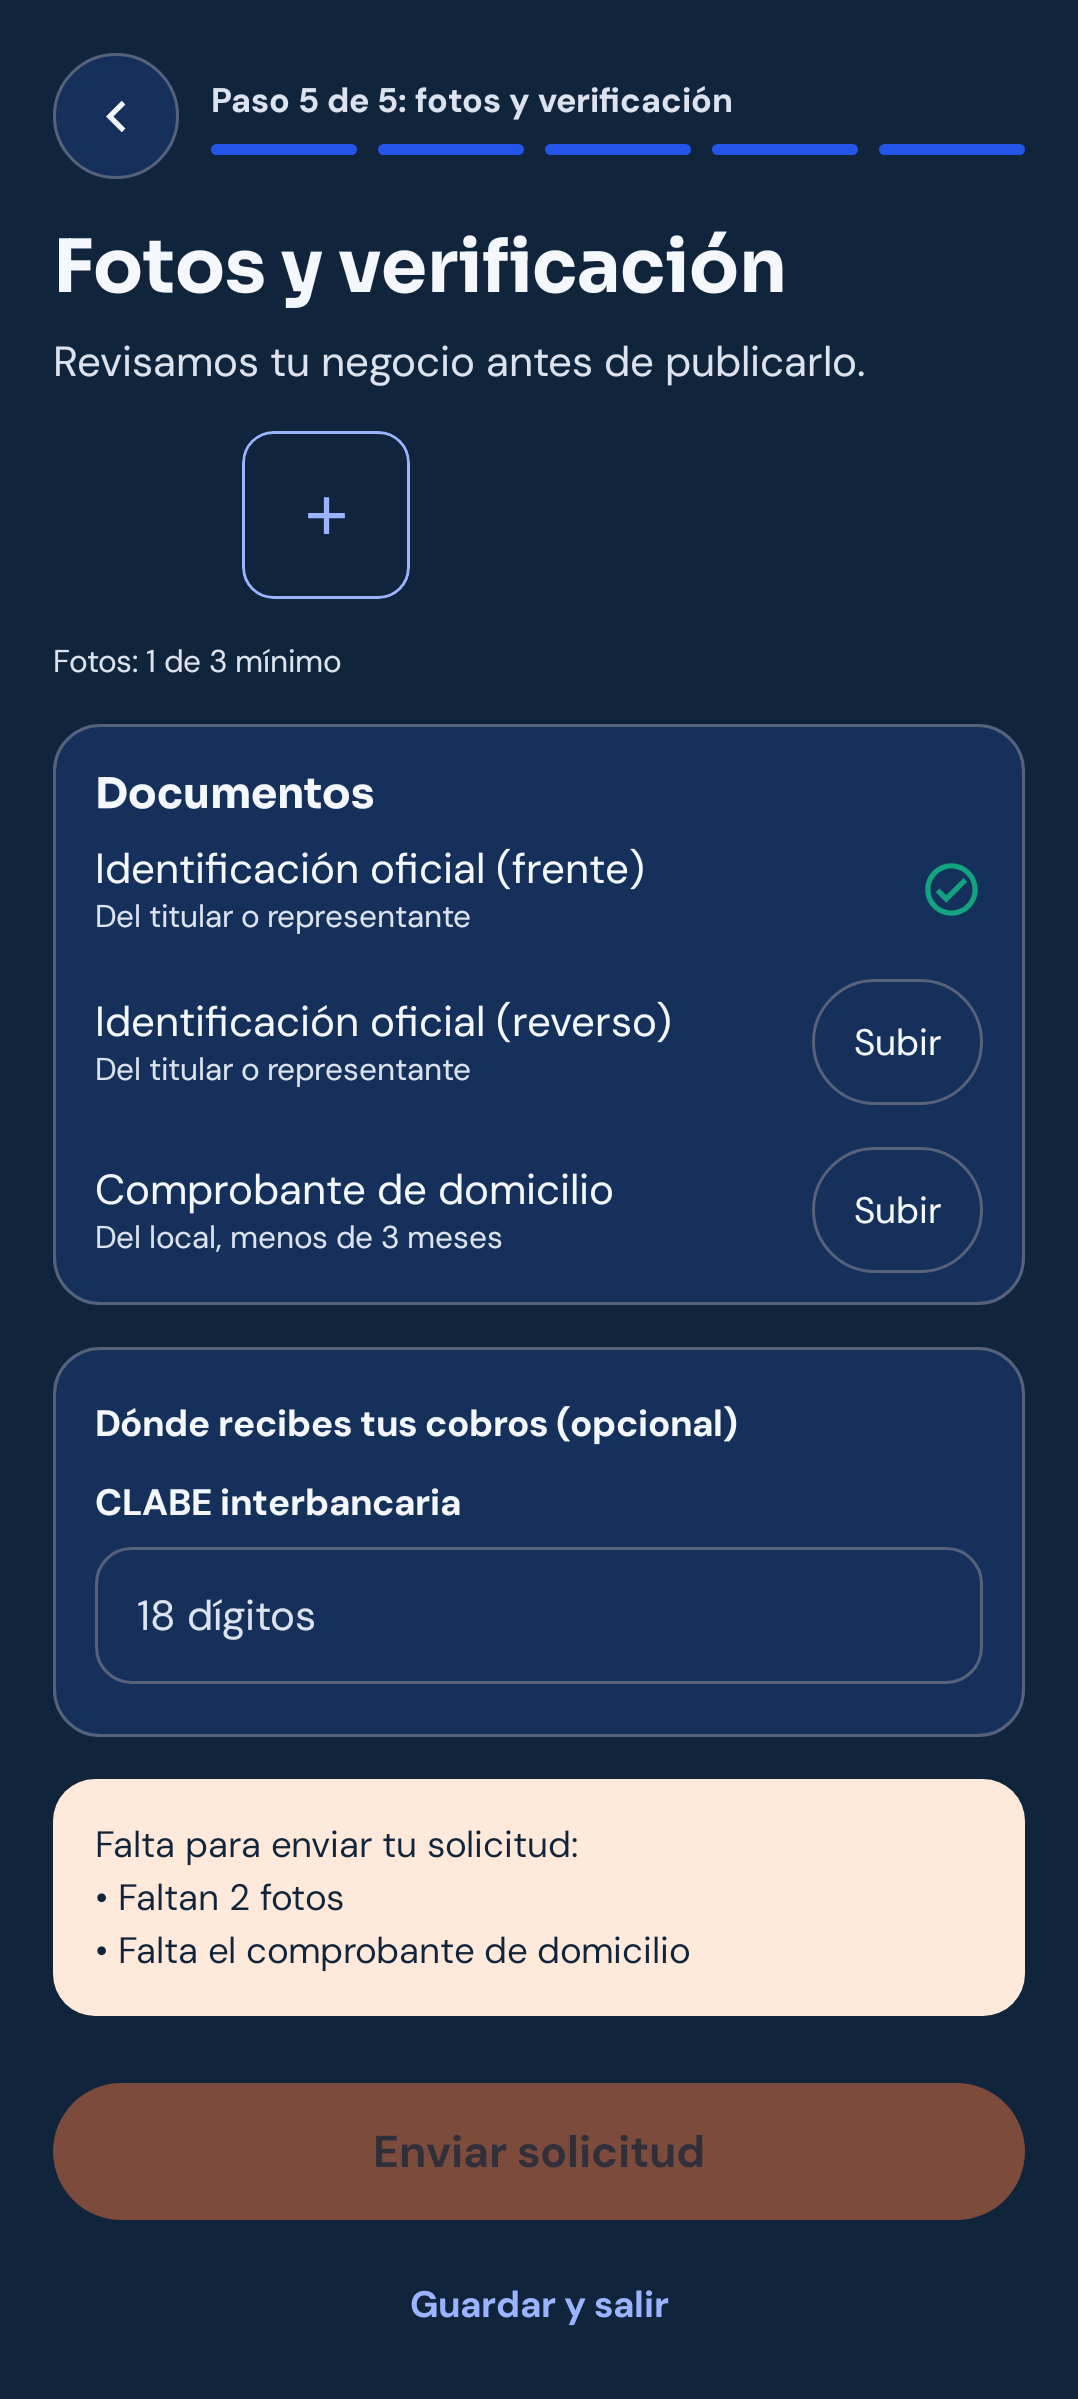 Paso 5 de 5: fotos y verificación
Fotos y verificación
Revisamos tu negocio antes de publicarlo.
+
Fotos: 1 de 3 mínimo
Documentos
Identificación oficial (frente)
Del titular o representante
Identificación oficial (reverso)
Del titular o representante
Subir
Comprobante de domicilio
Del local, menos de 3 meses
Subir
Dónde recibes tus cobros (opcional)
CLABE interbancaria
18 dígitos
Falta para enviar tu solicitud:
• Faltan 2 fotos
• Falta el comprobante de domicilio
Enviar solicitud
Guardar y salir